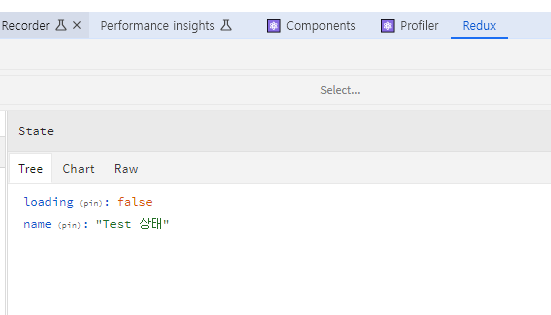 Recorder Performance insights Components Profiler Redux
Select...
State
Tree Chart Raw
loading (pin): false
name (pin): "Test 상태"